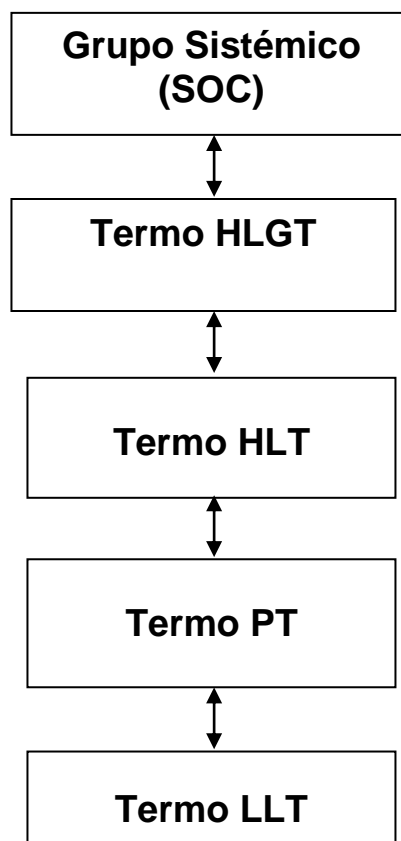 Grupo Sistémico
(SOC)
Termo HLGT
Termo HLT
Termo PT
Termo LLT